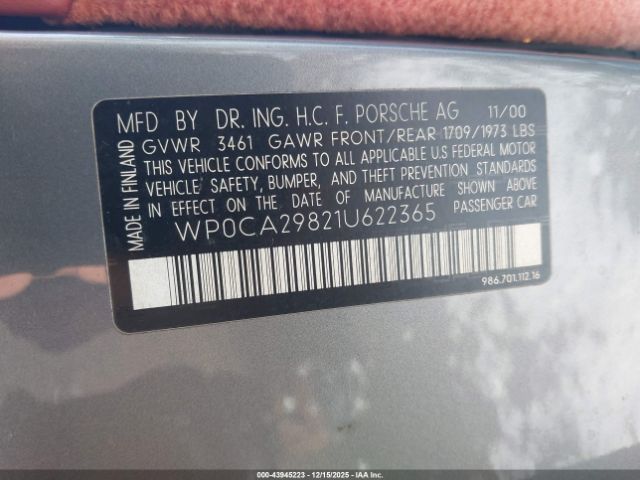 MFD BY DR. ING. H.C. F. PORSCHE AG 11/00
GVWR 3461 GAWR FRONT/REAR 1709/1973 LBS
THIS VEHICLE CONFORMS TO ALL APPLICABLE U.S FEDERAL MOTOR
VEHICLE SAFETY, BUMPER, AND THEFT PREVENTION STANDARDS
IN EFFECT ON THE DATE OF MANUFACTURE SHOWN ABOVE
WP0CA29821U622365 PASSENGER CAR
MADE IN FINLAND
986.701.112.16
000-43945223 - 12/15/2025 - IAAI.COM